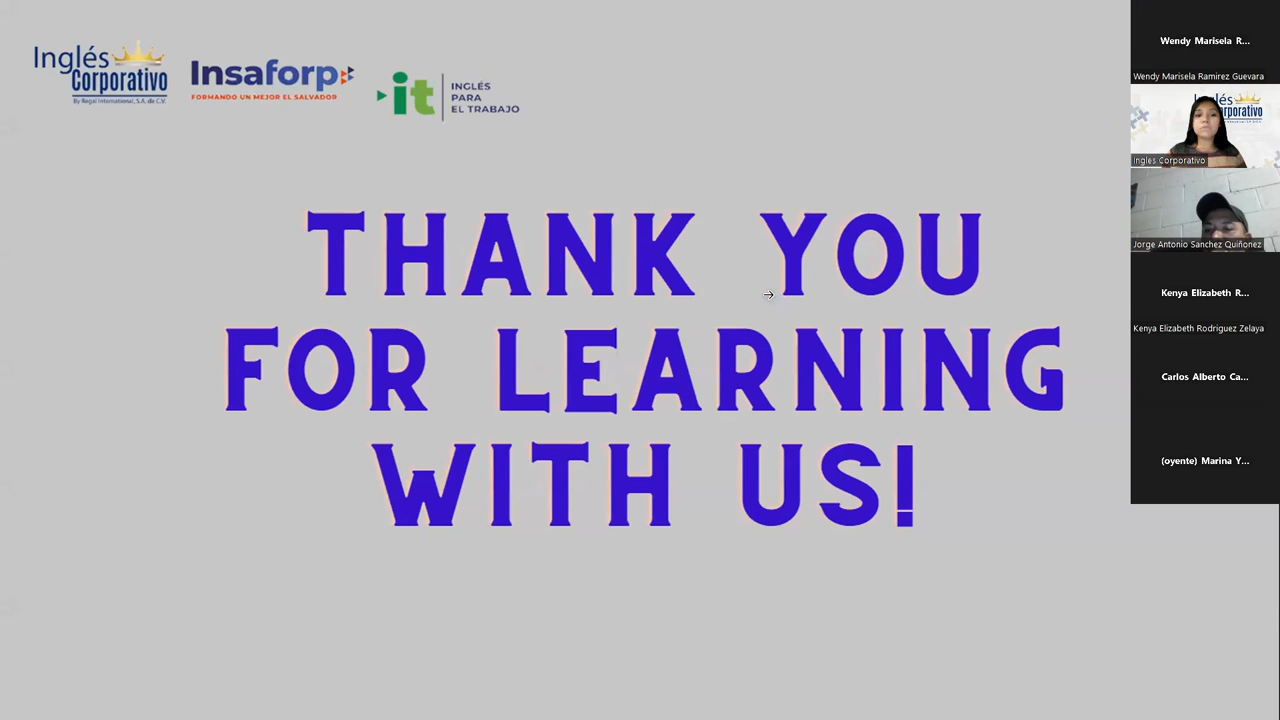 Inglés
Corporativo
By Regal International, S.A. de C.V.
Insaforp
FORMANDO UN MEJOR EL SALVADOR
it
INGLÉS
PARA
EL TRABAJO
THANK YOU
FOR LEARNING
WITH US!
Wendy Marisela R...
Wendy Marisela Ramirez Guevara
Inglés
Corporativo
Ingles Corporativo
Jorge Antonio Sanchez Quiñonez
Kenya Elizabeth R...
Kenya Elizabeth Rodriguez Zelaya
Carlos Alberto Ca...
(oyente) Marina Y...